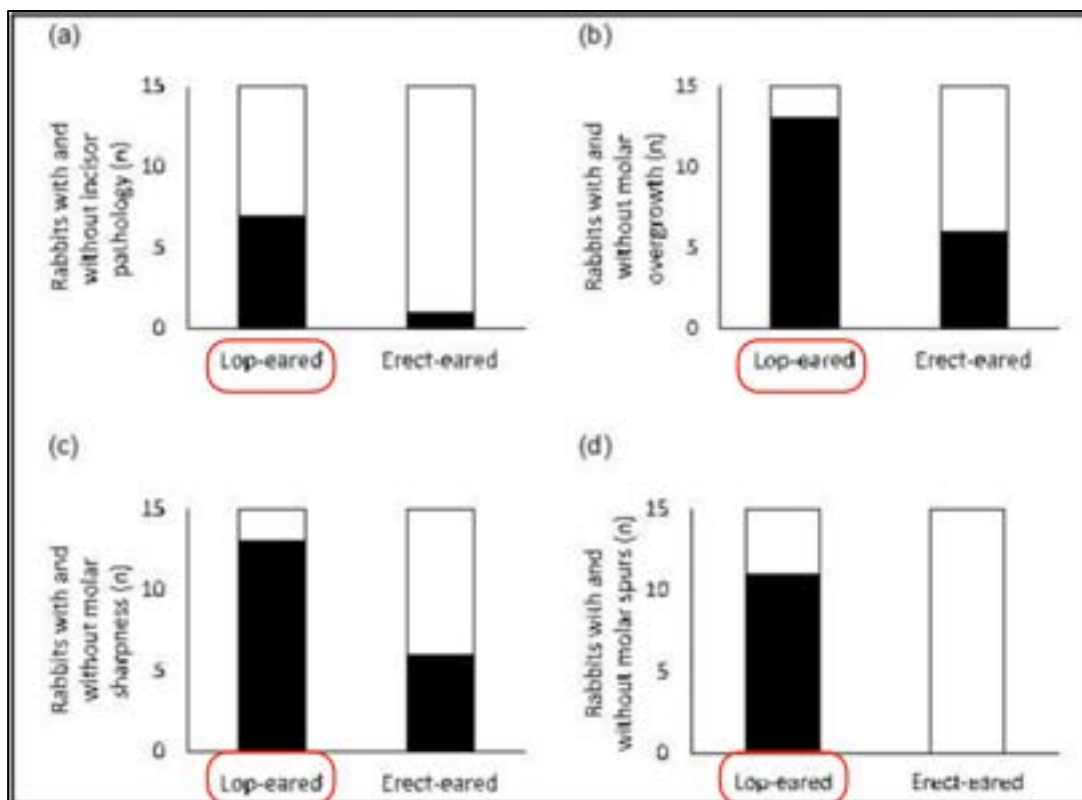 (a)
Rabbits with and
without incisor
pathology (n)
15
10
5
0
Lop-eared
Erect-eared
(b)
Rabbits with and
without molar
overgrowth (n)
15
10
5
0
Lop-eared
Erect-eared
(c)
Rabbits with and
without molar
sharpness (n)
15
10
5
0
Lop-eared
Erect-eared
(d)
Rabbits with and
without molar spurs (n)
15
10
5
0
Lop-eared
Erect-eared